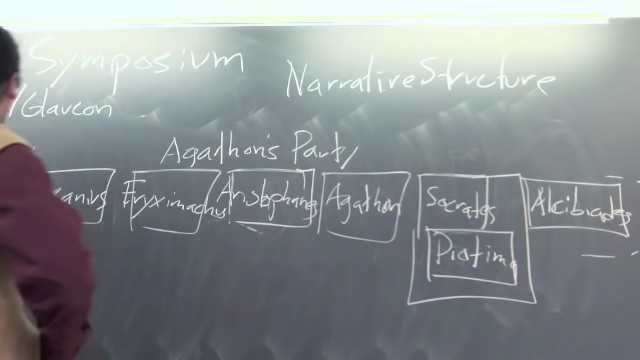 Symposium
Narrative Structure
/Glaucon
Agathon's Party
Eryximachus Aristophanes Agathon Socrates Alcibiades
Diotima